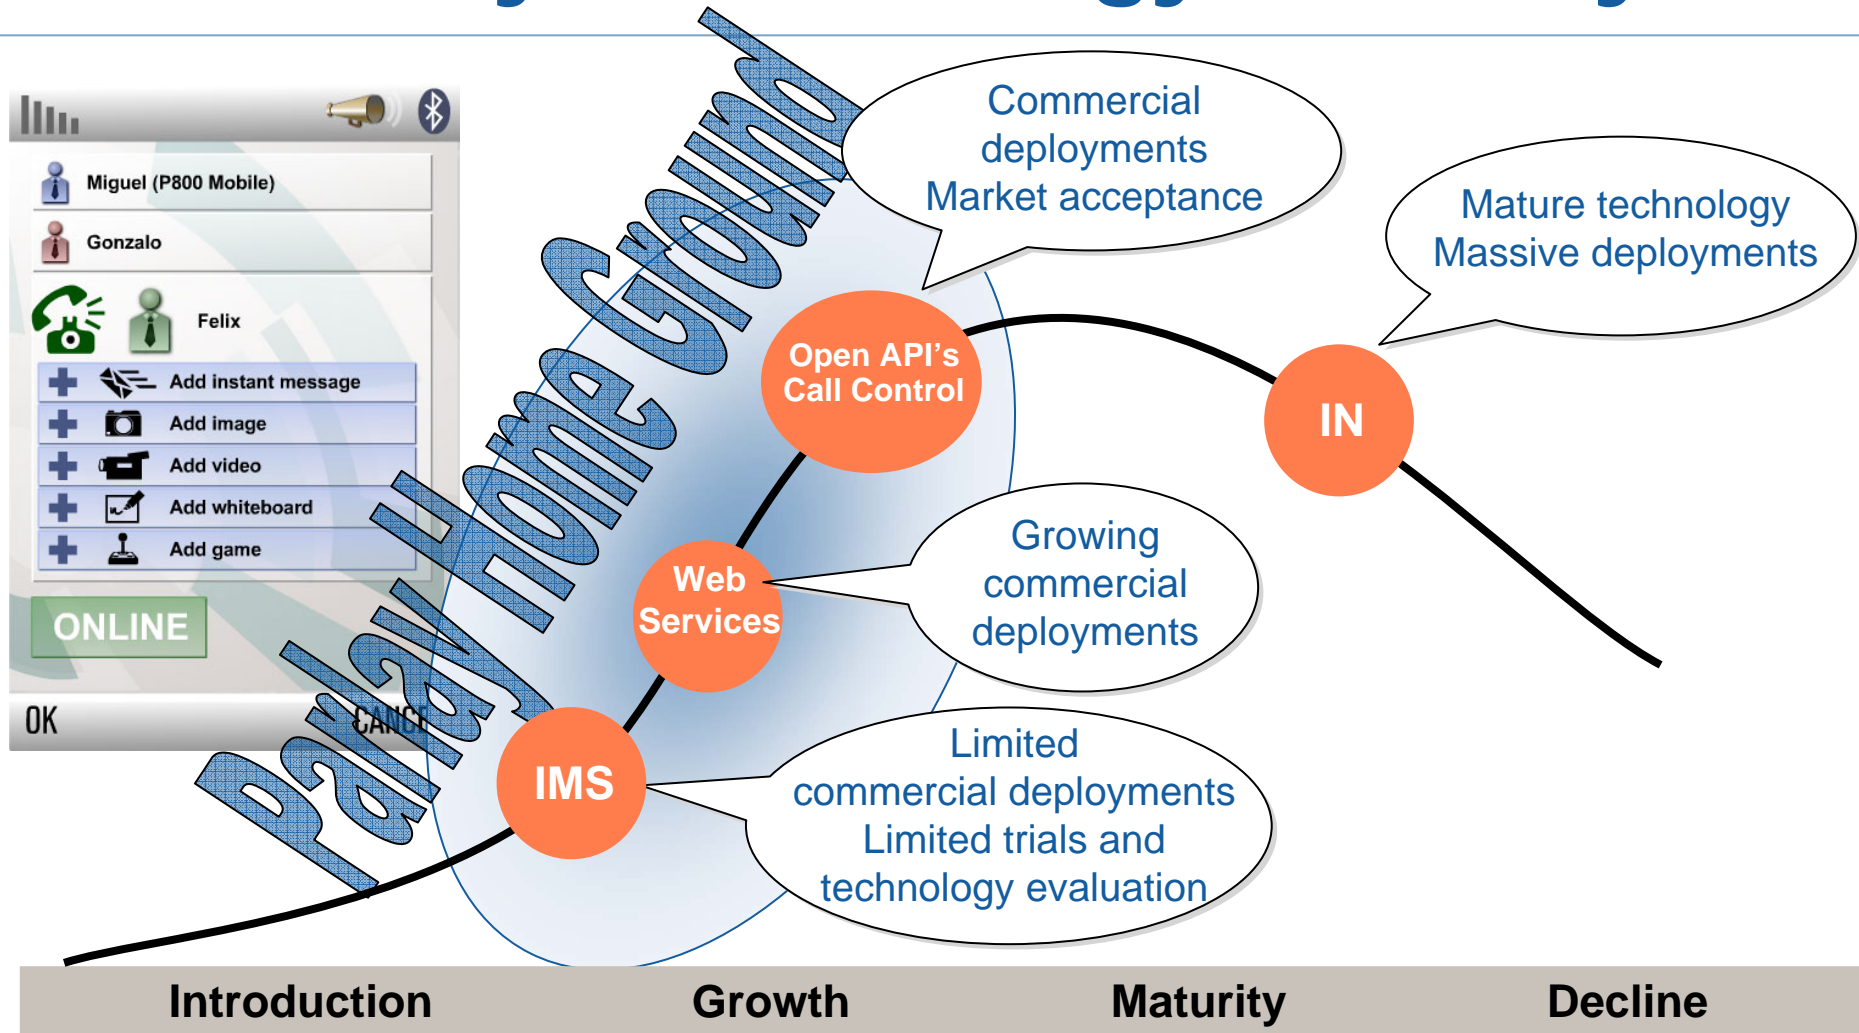 Miguel (P800 Mobile)
Gonzalo
Felix
Add instant message
Add image
Add video
Add whiteboard
Add game
ONLINE
OK
Parlay Home Ground
Commercial
deployments
Market acceptance
Mature technology
Massive deployments
Open API's
Call Control
IN
Web
Services
Growing
commercial
deployments
IMS
Limited
commercial deployments
Limited trials and
technology evaluation
Introduction Growth Maturity Decline